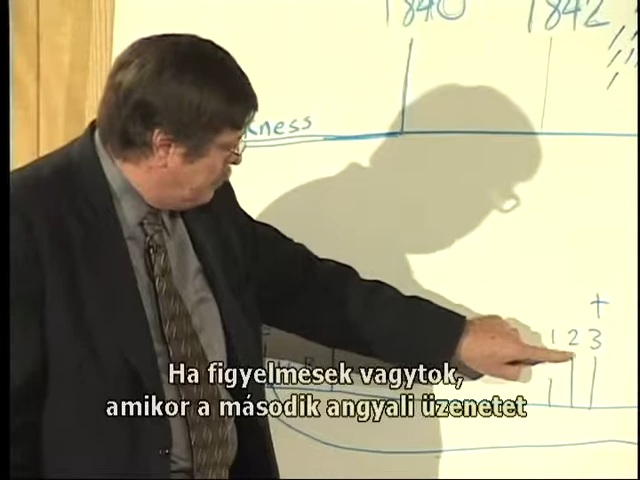 1840 1842
kness
+
1 2 3
Ha figyelmesek vagytok,
amikor a második angyali üzenetet